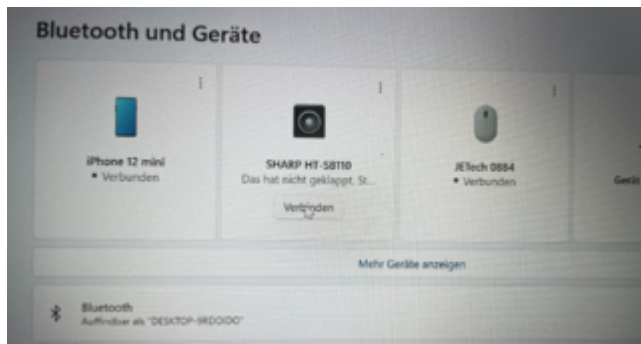 Bluetooth und Geräte
iPhone 12 mini
Verbunden
SHARP HT-SB110
Das hat nicht geklappt. St...
Verbinden
JETech 0884
Verbunden
Gerät
Mehr Geräte anzeigen
Bluetooth
Auffindbar als "DESKTOP-9RDOIDO"